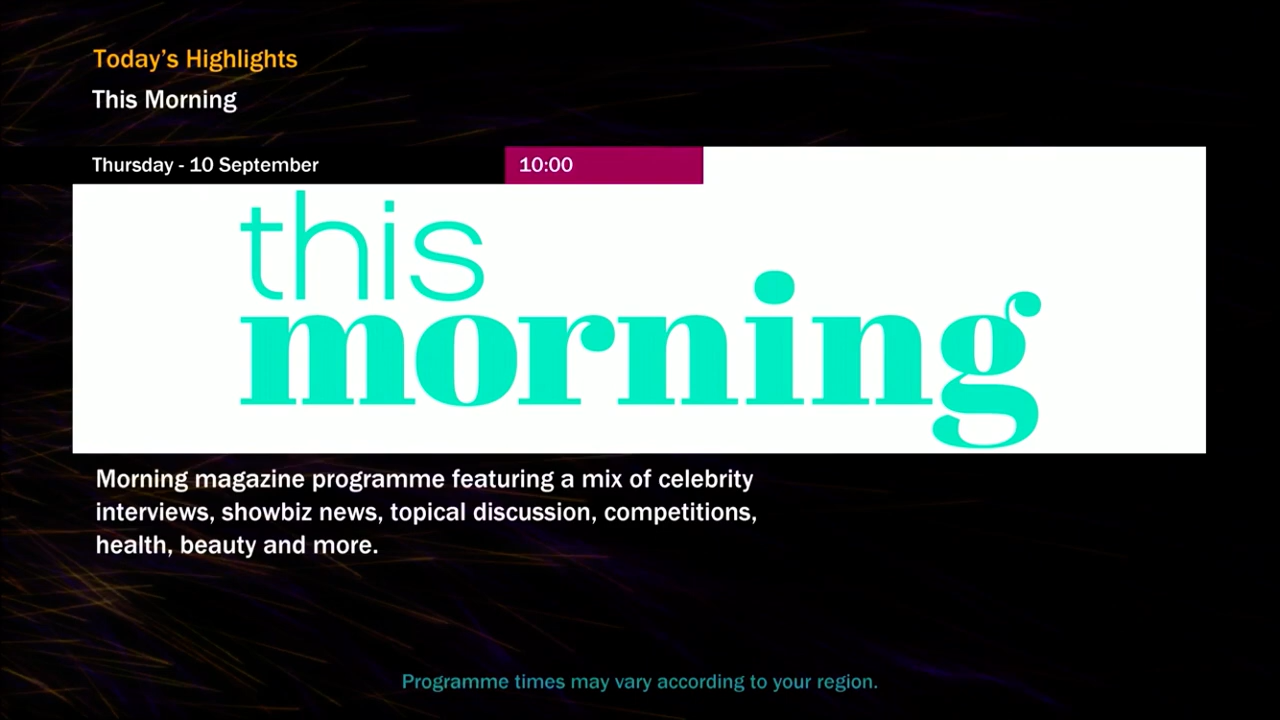 Today’s Highlights
This Morning
Thursday - 10 September
10:00
this
morning
Morning magazine programme featuring a mix of celebrity
interviews, showbiz news, topical discussion, competitions,
health, beauty and more.
Programme times may vary according to your region.